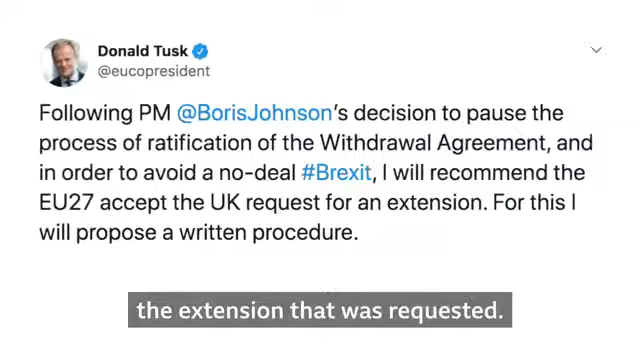 Donald Tusk
@eucopresident
Following PM @BorisJohnson's decision to pause the
process of ratification of the Withdrawal Agreement, and
in order to avoid a no-deal #Brexit, I will recommend the
EU27 accept the UK request for an extension. For this I
will propose a written procedure.
the extension that was requested.